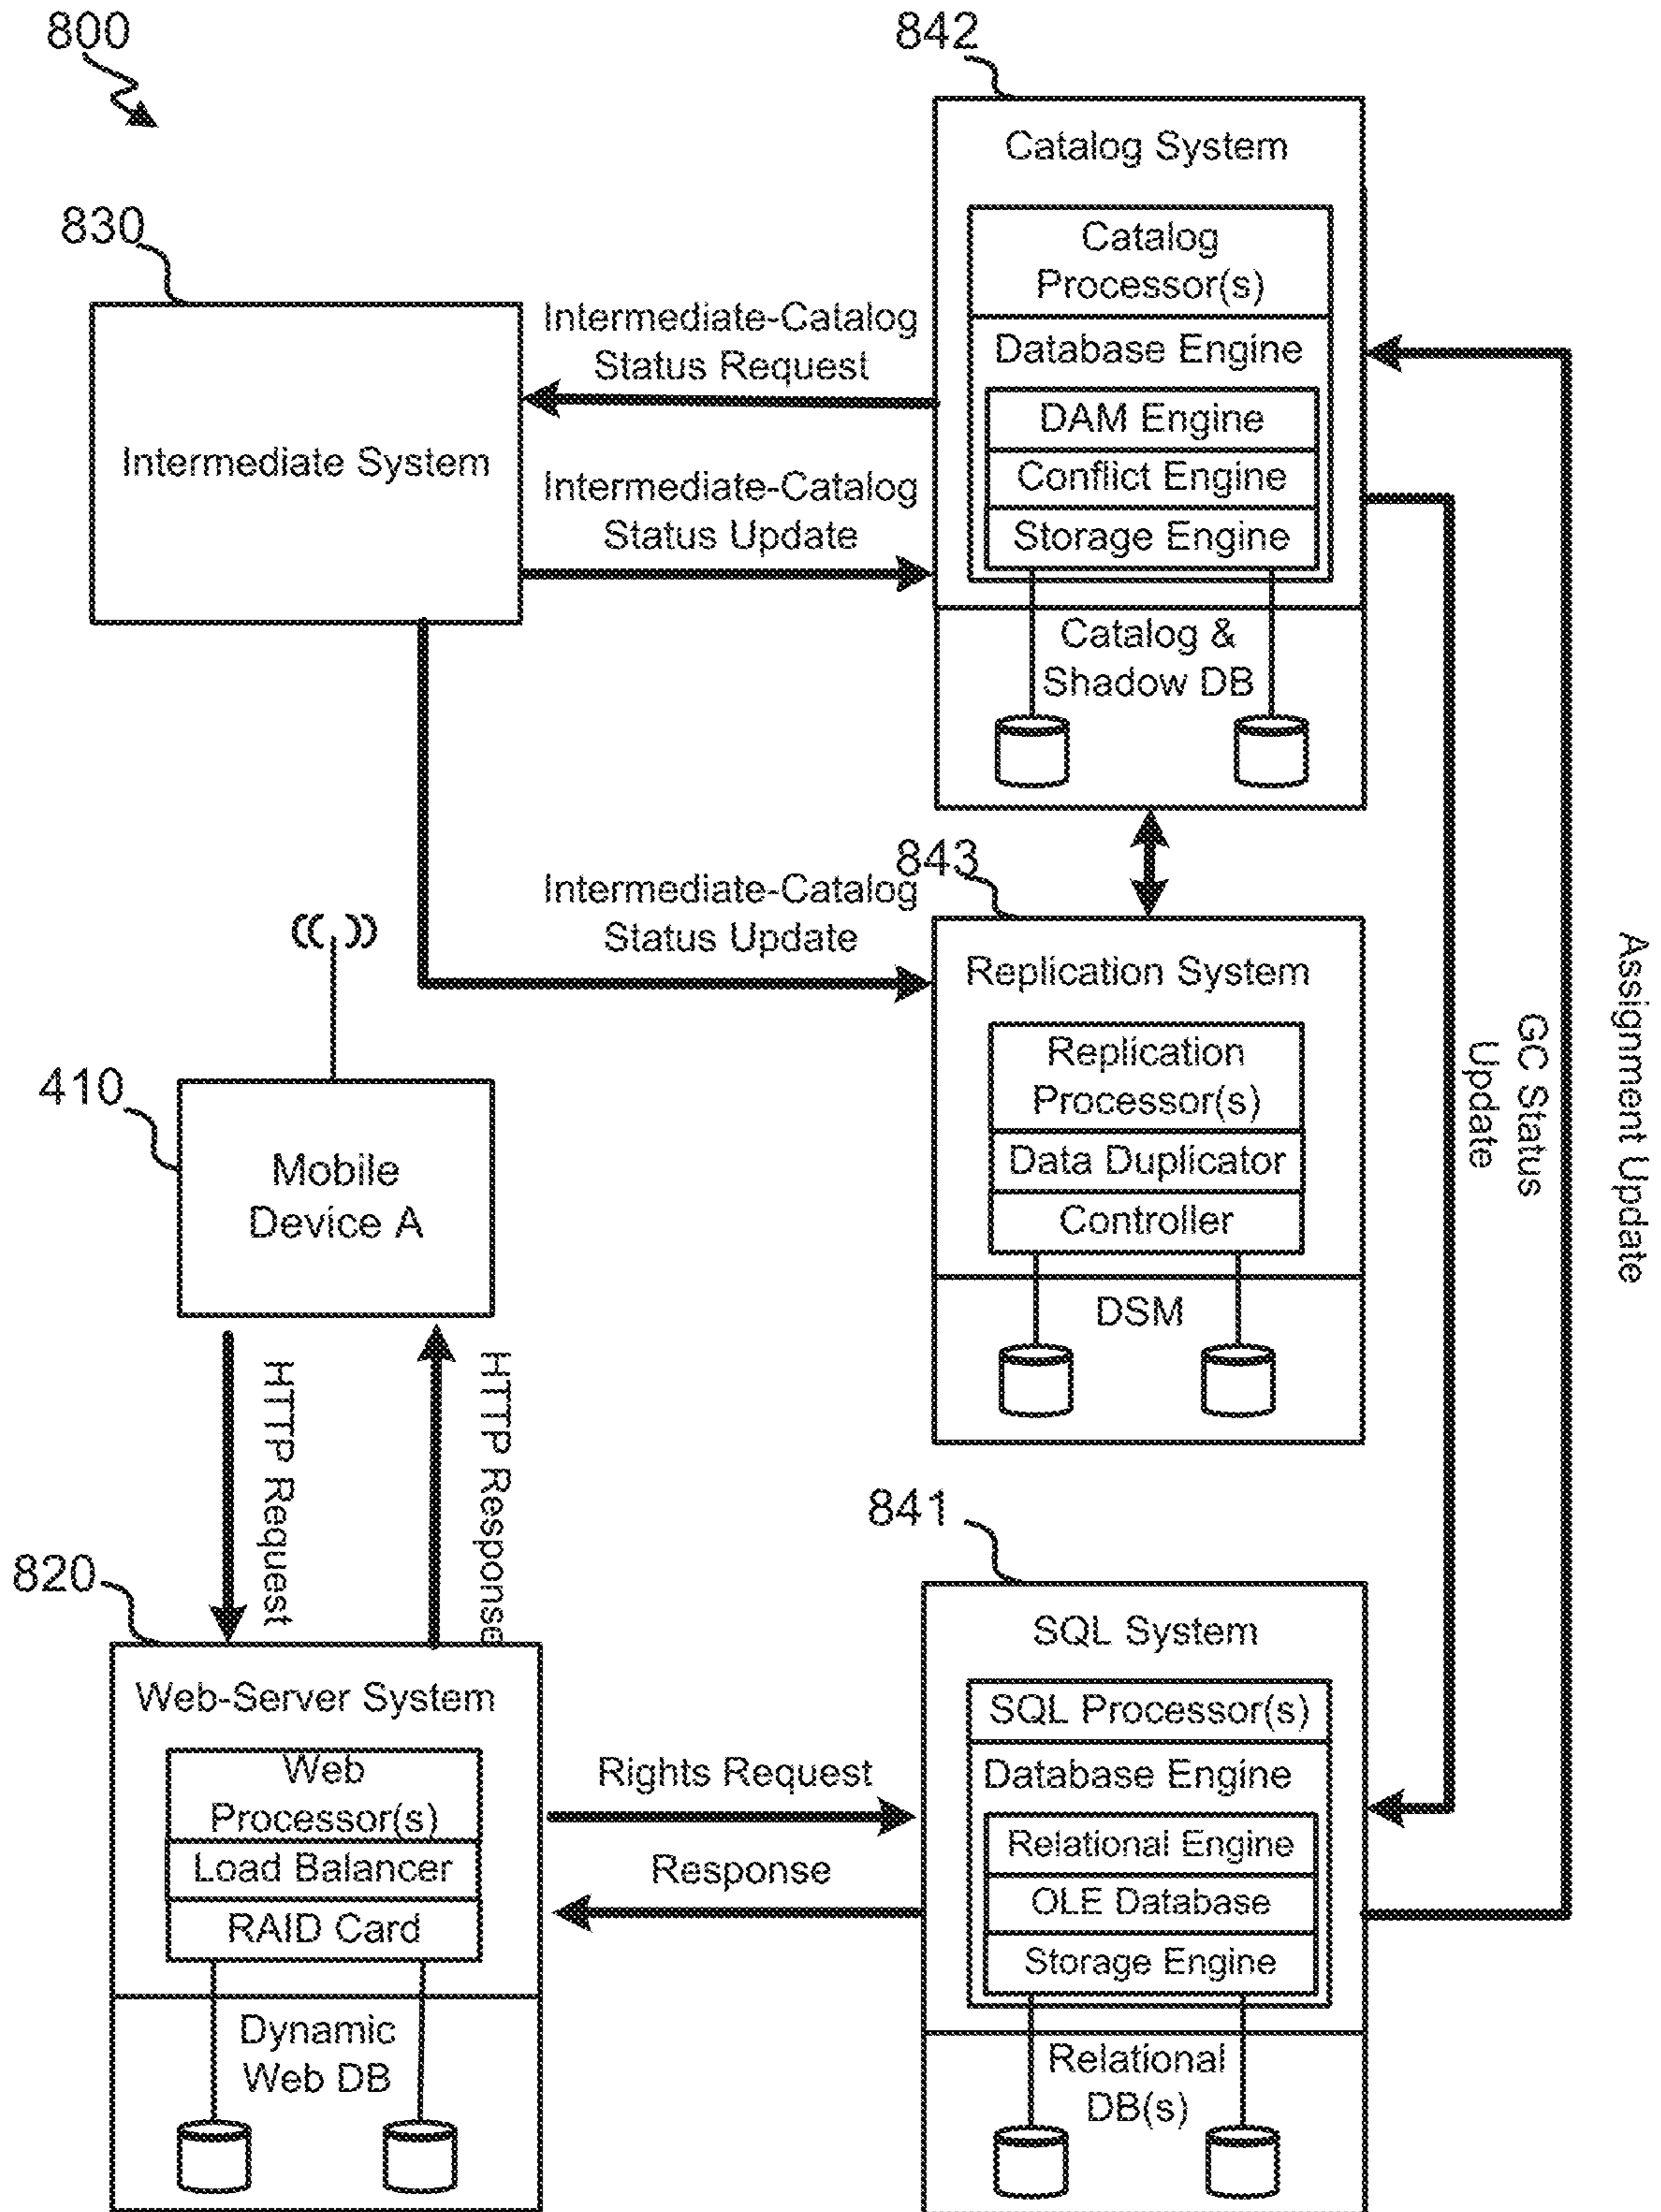 800
842
Catalog System
Catalog
Processor(s)
Database Engine
DAM Engine
Conflict Engine
Storage Engine
Catalog &
Shadow DB
830
Intermediate System
Intermediate-Catalog
Status Request
Intermediate-Catalog
Status Update
843
Intermediate-Catalog
Status Update
Replication System
Replication
Processor(s)
Data Duplicator
Controller
DSM
GC Status
Update
Assignment Update
410
Mobile
Device A
HTTP Request
HTTP Response
820
Web-Server System
Web
Processor(s)
Load Balancer
RAID Card
Dynamic
Web DB
Rights Request
Response
841
SQL System
SQL Processor(s)
Database Engine
Relational Engine
OLE Database
Storage Engine
Relational
DB(s)